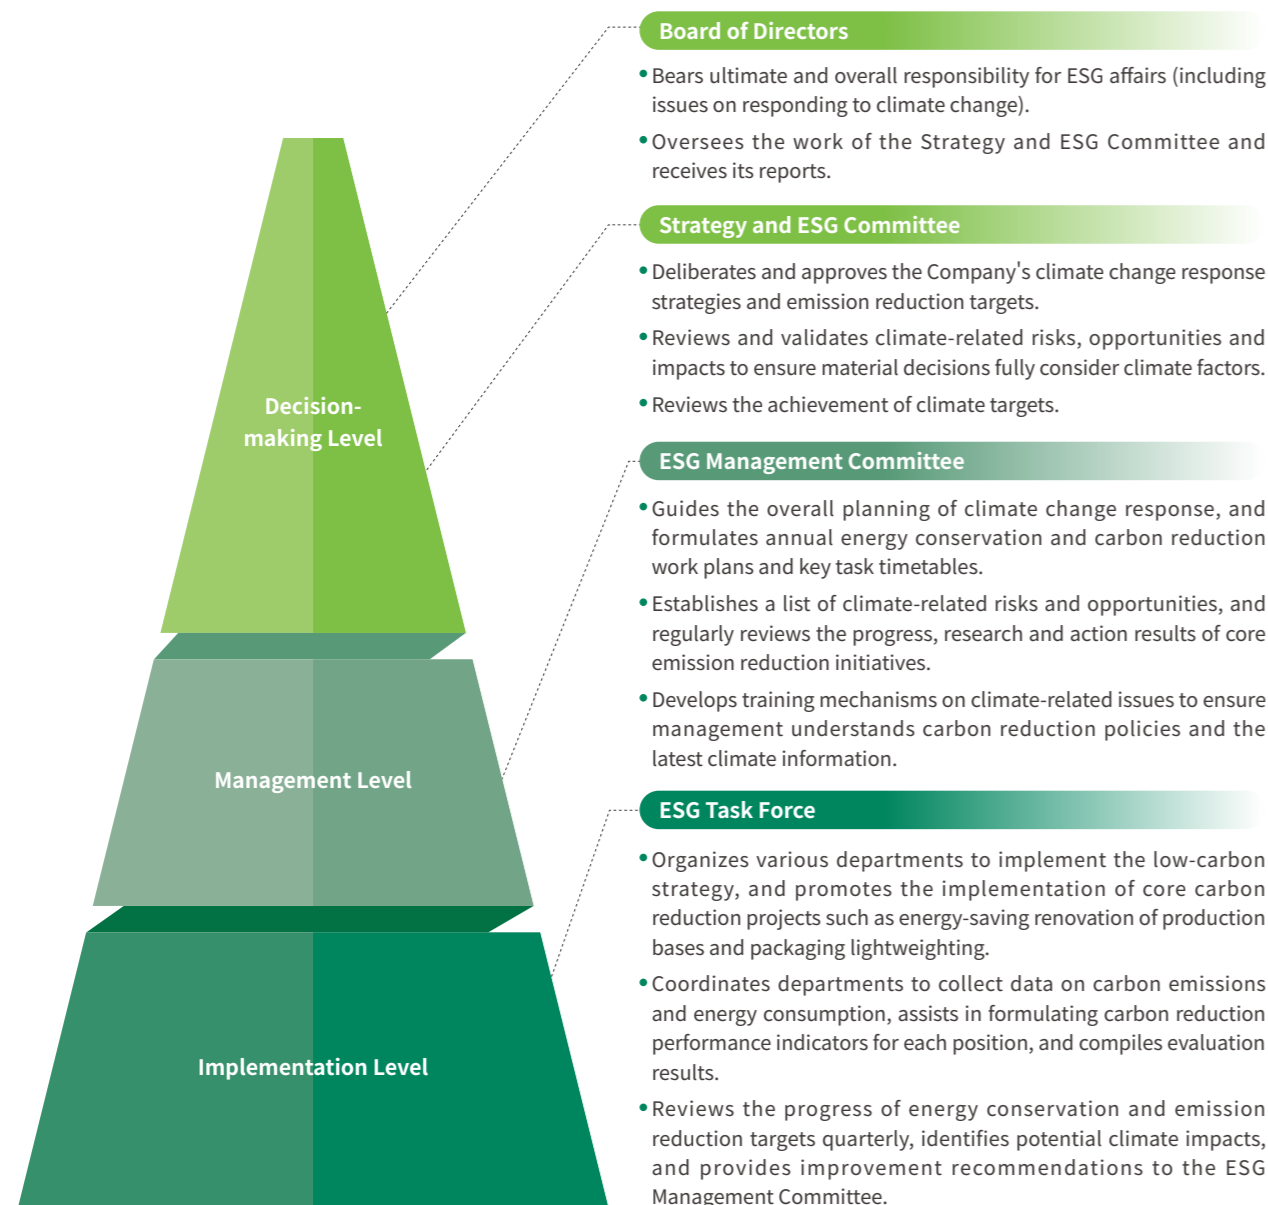 Board of Directors
• Bears ultimate and overall responsibility for ESG affairs (including
issues on responding to climate change).
• Oversees the work of the Strategy and ESG Committee and
receives its reports.
Strategy and ESG Committee
• Deliberates and approves the Company's climate change response
strategies and emission reduction targets.
• Reviews and validates climate-related risks, opportunities and
impacts to ensure material decisions fully consider climate factors.
• Reviews the achievement of climate targets.
Decision-
making Level
ESG Management Committee
• Guides the overall planning of climate change response, and
formulates annual energy conservation and carbon reduction
work plans and key task timetables.
• Establishes a list of climate-related risks and opportunities, and
regularly reviews the progress, research and action results of core
emission reduction initiatives.
• Develops training mechanisms on climate-related issues to ensure
management understands carbon reduction policies and the
latest climate information.
Management Level
ESG Task Force
• Organizes various departments to implement the low-carbon
strategy, and promotes the implementation of core carbon
reduction projects such as energy-saving renovation of production
bases and packaging lightweighting.
• Coordinates departments to collect data on carbon emissions
and energy consumption, assists in formulating carbon reduction
performance indicators for each position, and compiles evaluation
results.
• Reviews the progress of energy conservation and emission
reduction targets quarterly, identifies potential climate impacts,
and provides improvement recommendations to the ESG
Management Committee.
Implementation Level